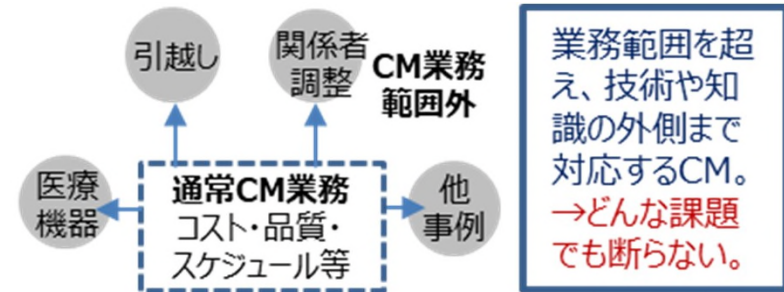 引越し
関係者
調整
CM業務
範囲外
医療
機器
通常CM業務
コスト・品質・
スケジュール等
他
事例
業務範囲を超
え、技術や知
識の外側まで
対応するCM。
→どんな課題
でも断らない。